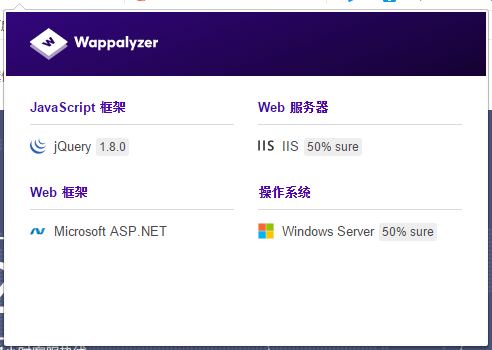 Wappalyzer
JavaScript 框架
jQuery 1.8.0
Web 框架
Microsoft ASP.NET
Web 服务器
IIS IIS 50% sure
操作系统
Windows Server 50% sure